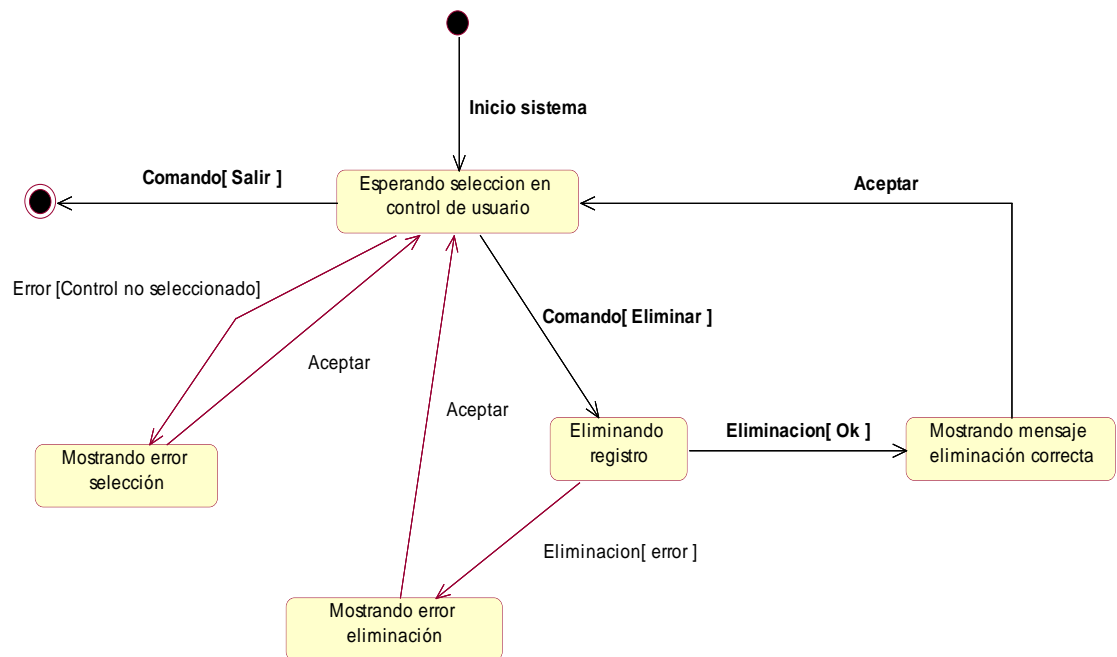 Inicio sistema
Comando[ Salir ]
Esperando seleccion en
control de usuario
Aceptar
Error [Control no seleccionado]
Comando[ Eliminar ]
Aceptar
Aceptar
Eliminando
registro
Eliminacion[ Ok ]
Mostrando mensaje
eliminación correcta
Mostrando error
selección
Eliminacion[ error ]
Mostrando error
eliminación